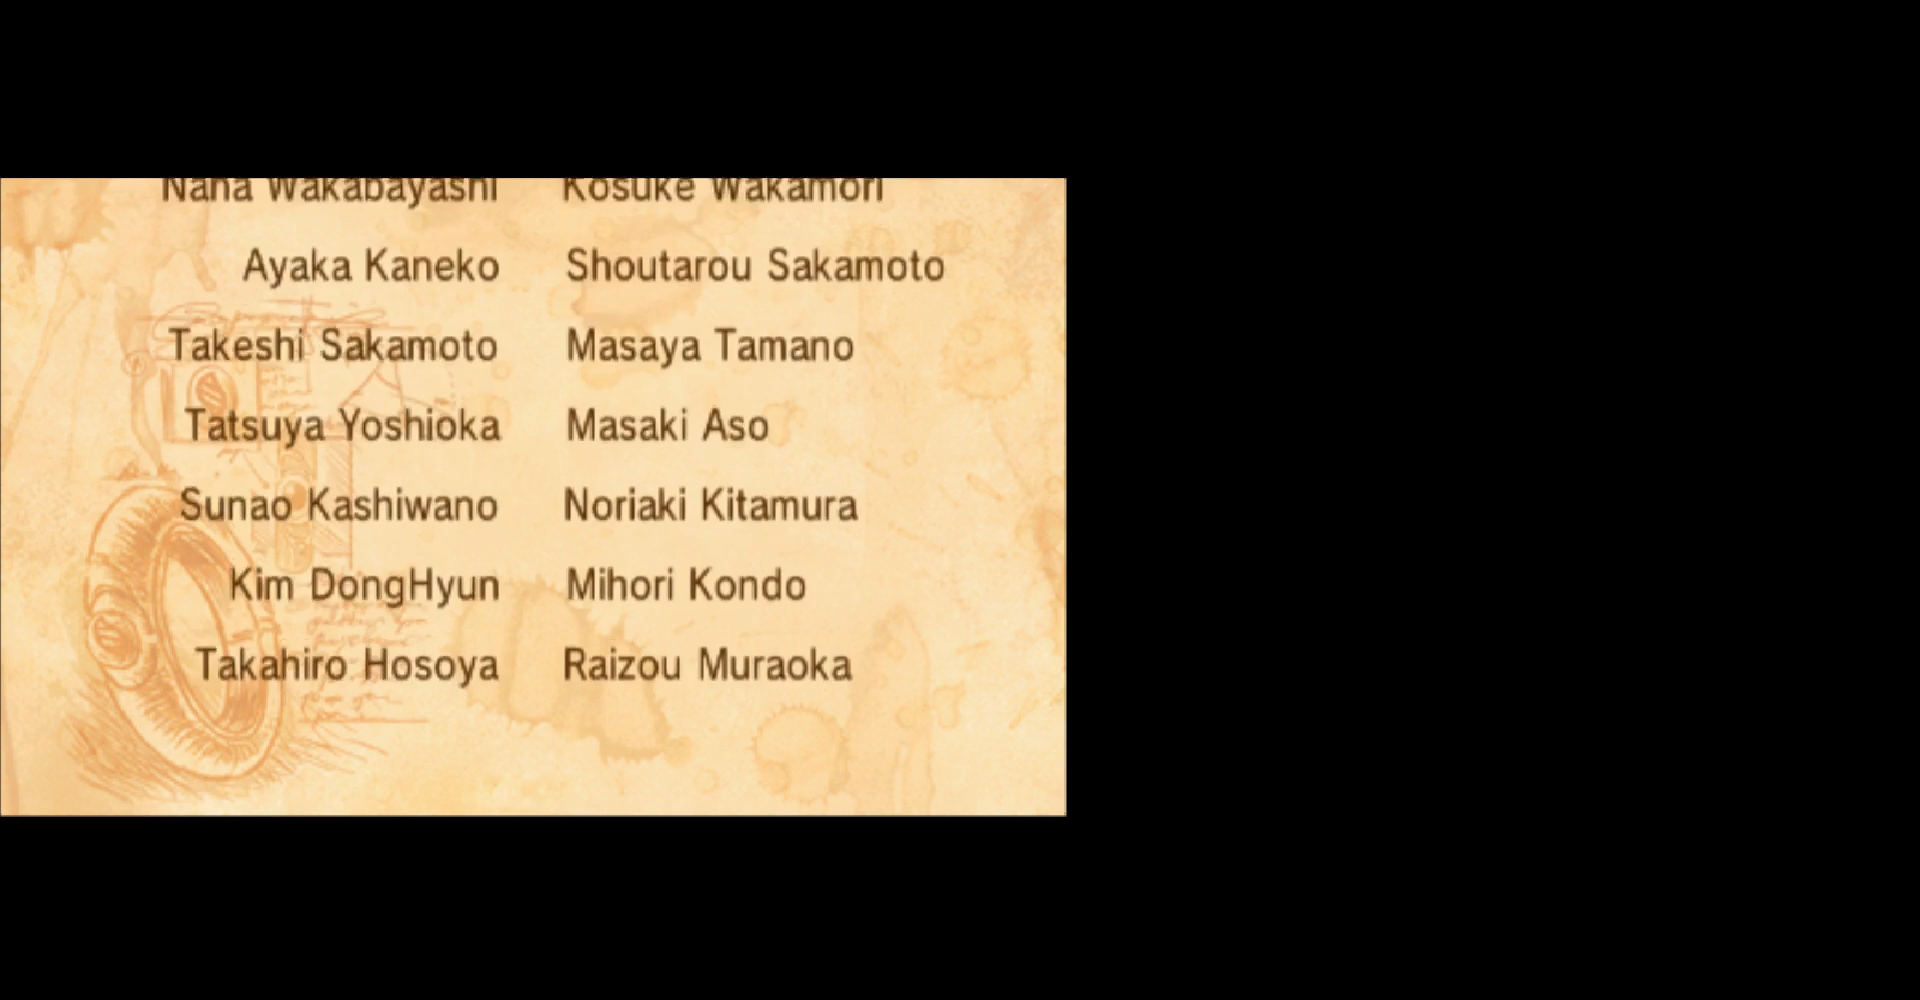 Nana Wakabayashi Kosuke Wakamori
Ayaka Kaneko Shoutarou Sakamoto
Takeshi Sakamoto Masaya Tamano
Tatsuya Yoshioka Masaki Aso
Sunao Kashiwano Noriaki Kitamura
Kim DongHyun Mihori Kondo
Takahiro Hosoya Raizou Muraoka